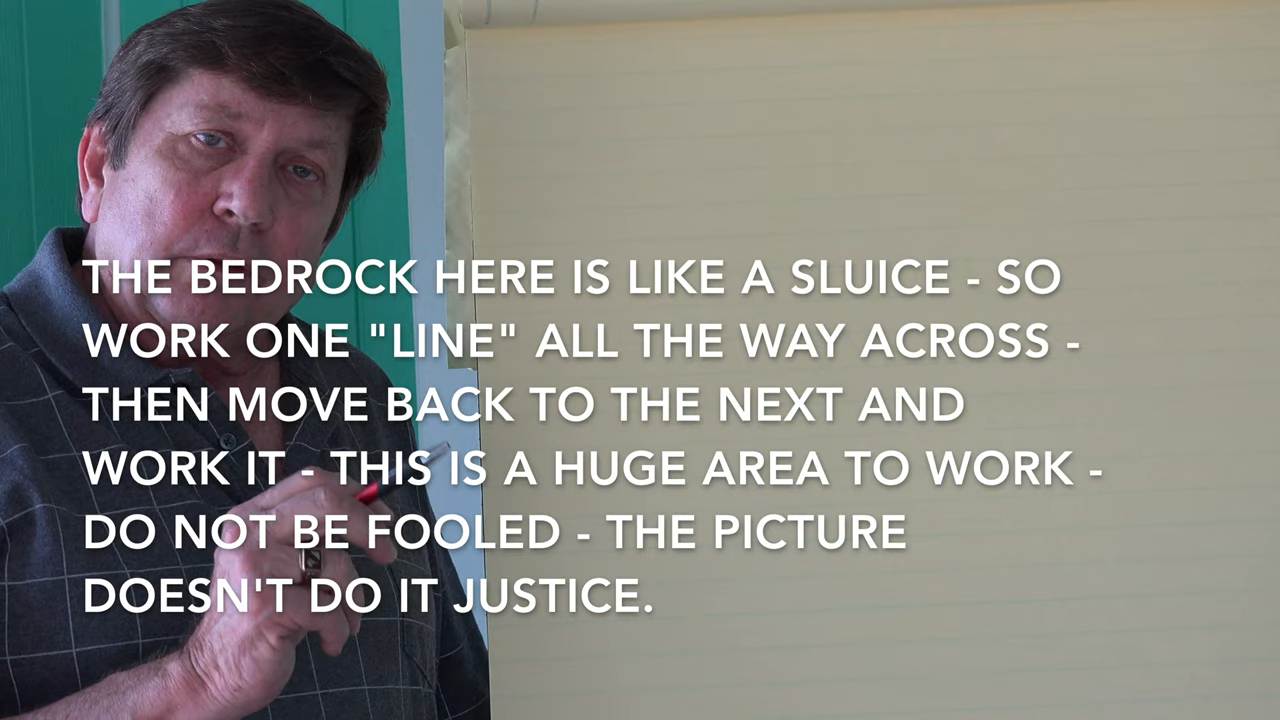 THE BEDROCK HERE IS LIKE A SLUICE - SO
WORK ONE "LINE" ALL THE WAY ACROSS -
THEN MOVE BACK TO THE NEXT AND
WORK IT - THIS IS A HUGE AREA TO WORK -
DO NOT BE FOOLED - THE PICTURE
DOESN'T DO IT JUSTICE.